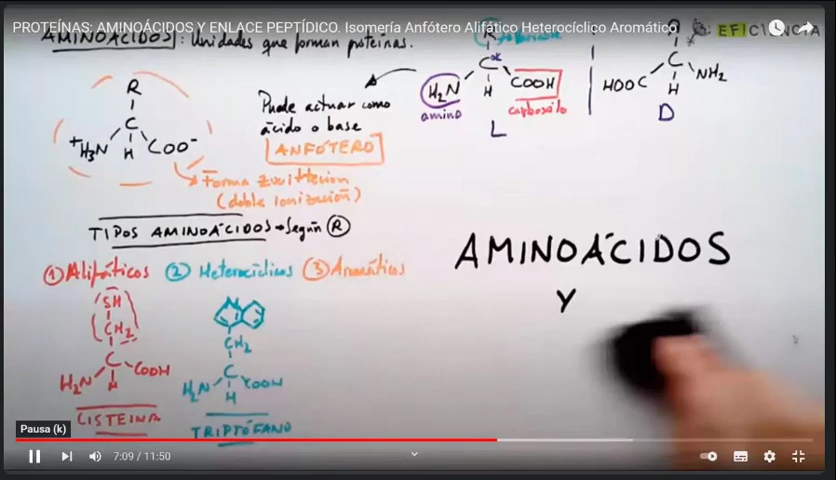 PROTEÍNAS: AMINOÁCIDOS Y ENLACE PEPTÍDICO. Isomería Anfótero Alifático Heterocíclico Aromático
AMINOÁCIDOS: Unidades que forman proteínas.
EFICIENCIA
R
C
+H3N
H
COO-
Puede actuar como
ácido o base
ANFÓTERO
Forma zwitterion
(doble ionización)
R
C*
H2N
H
COOH
amino
carboxilo
L
R
C
HOOC
H
NH2
D
TIPOS AMINOÁCIDOS → Según R
1 Alifáticos
2 Heterocíclicos
3 Aromáticos
SH
CH2
C
H2N
H
COOH
CISTEINA
N
CH2
C
H2N
H
COOH
TRIPTÓFANO
AMINOÁCIDOS
Y
Pausa (k)
7:09 / 11:50